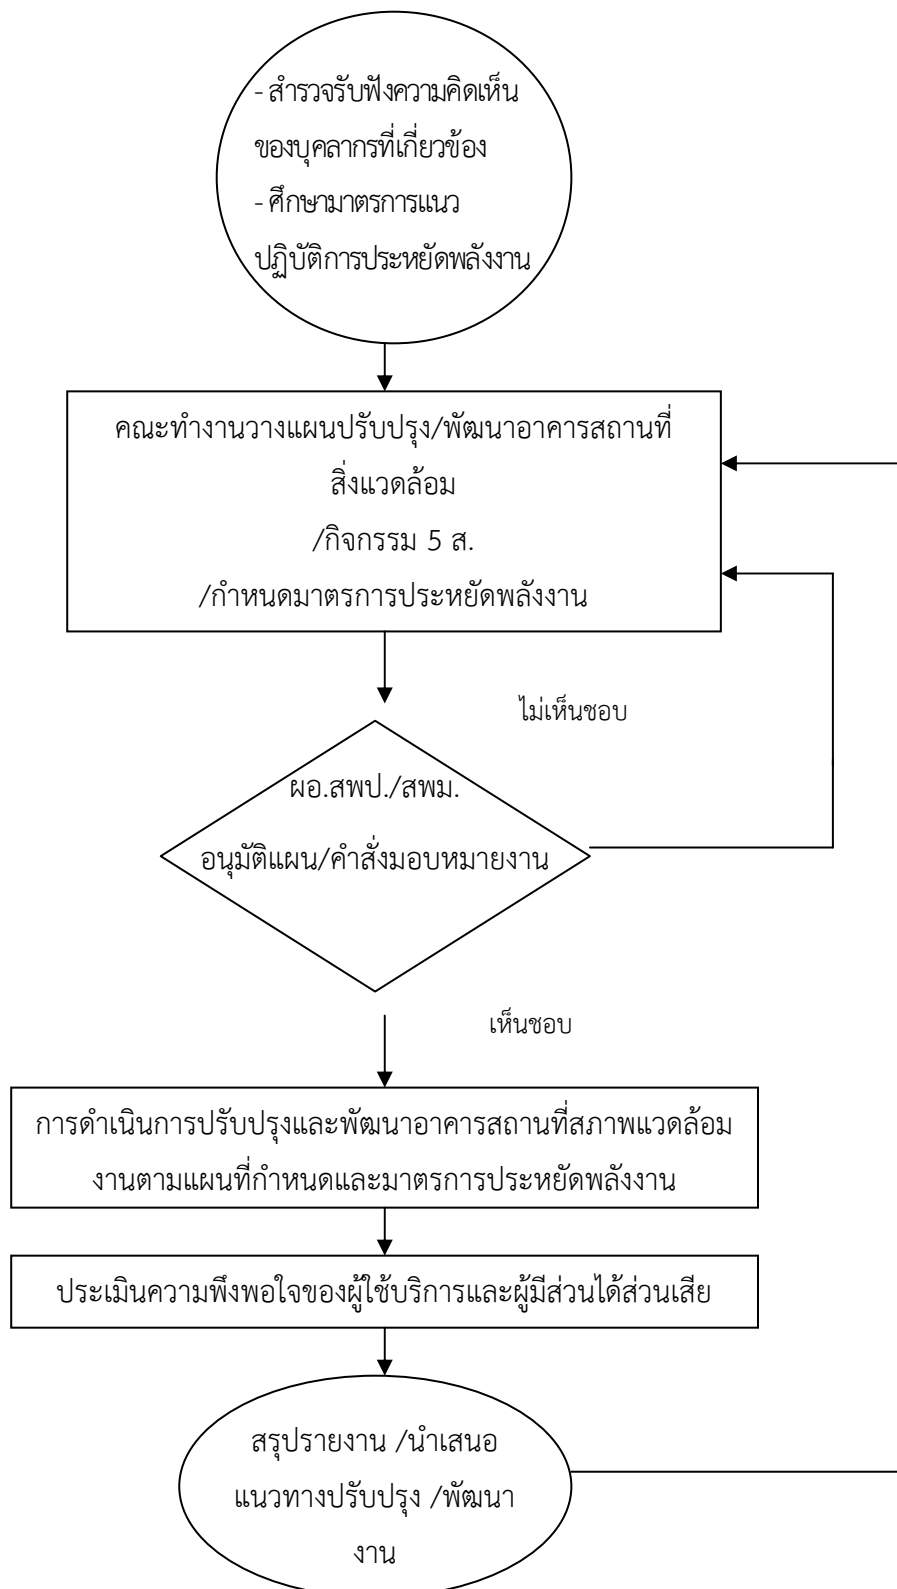 - สำรวจรับฟังความคิดเห็น
ของบุคลากรที่เกี่ยวข้อง
- ศึกษามาตรการแนว
ปฏิบัติการประหยัดพลังงาน
คณะทำงานวางแผนปรับปรุง/พัฒนาอาคารสถานที่
สิ่งแวดล้อม
/กิจกรรม 5 ส.
/กำหนดมาตรการประหยัดพลังงาน
ไม่เห็นชอบ
ผอ.สพป./สพม.
อนุมัติแผน/คำสั่งมอบหมายงาน
เห็นชอบ
การดำเนินการปรับปรุงและพัฒนาอาคารสถานที่สภาพแวดล้อม
งานตามแผนที่กำหนดและมาตรการประหยัดพลังงาน
ประเมินความพึงพอใจของผู้ใช้บริการและผู้มีส่วนได้ส่วนเสีย
สรุปรายงาน /นำเสนอ
แนวทางปรับปรุง /พัฒนา
งาน